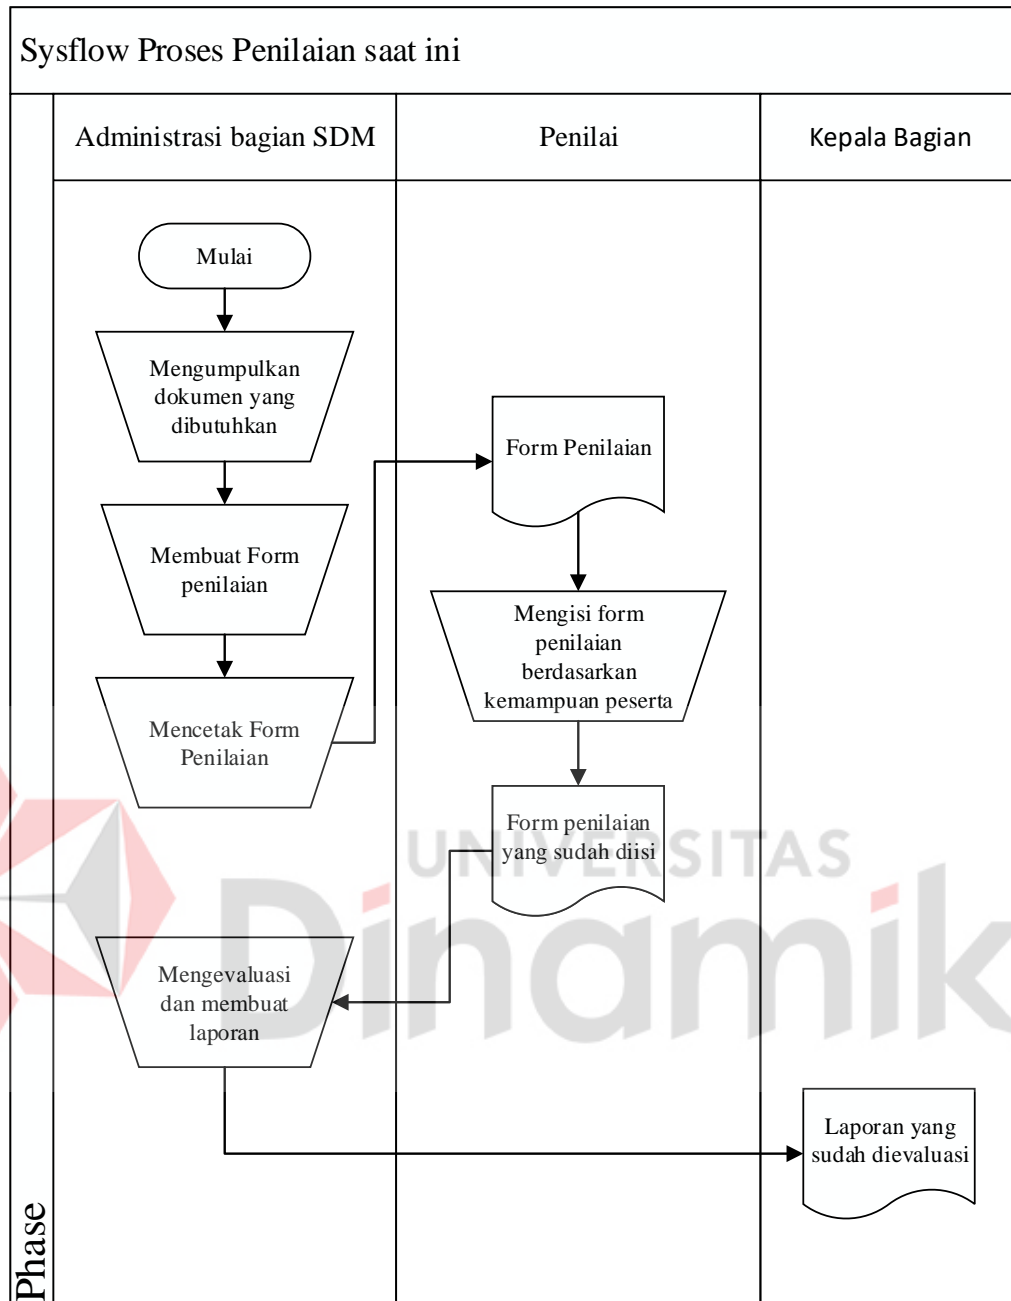 Sysflow Proses Penilaian saat ini
Administrasi bagian SDM
Penilai
Kepala Bagian
Mulai
Mengumpulkan
dokumen yang
dibutuhkan
Membuat Form
penilaian
Mencetak Form
Penilaian
Form Penilaian
Mengisi form
penilaian
berdasarkan
kemampuan peserta
Form penilaian
yang sudah diisi
Mengevaluasi
dan membuat
laporan
Laporan yang
sudah dievaluasi
Phase
UNIVERSITAS
Dinamik